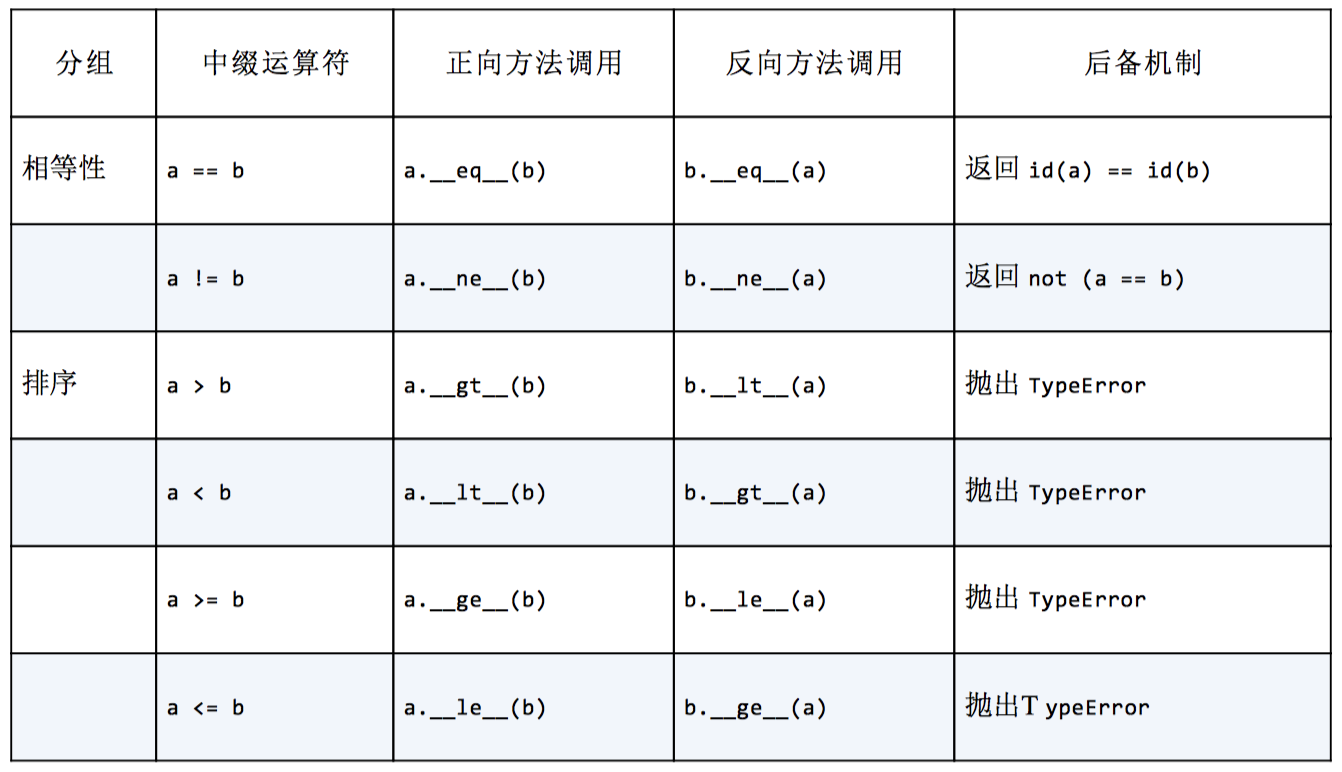 分组 中缀运算符 正向方法调用 反向方法调用 后备机制
相等性 a == b a.__eq__(b) b.__eq__(a) 返回 id(a) == id(b)
a != b a.__ne__(b) b.__ne__(a) 返回 not (a == b)
排序 a > b a.__gt__(b) b.__lt__(a) 抛出 TypeError
a < b a.__lt__(b) b.__gt__(a) 抛出 TypeError
a >= b a.__ge__(b) b.__le__(a) 抛出 TypeError
a <= b a.__le__(b) b.__ge__(a) 抛出T ypeError